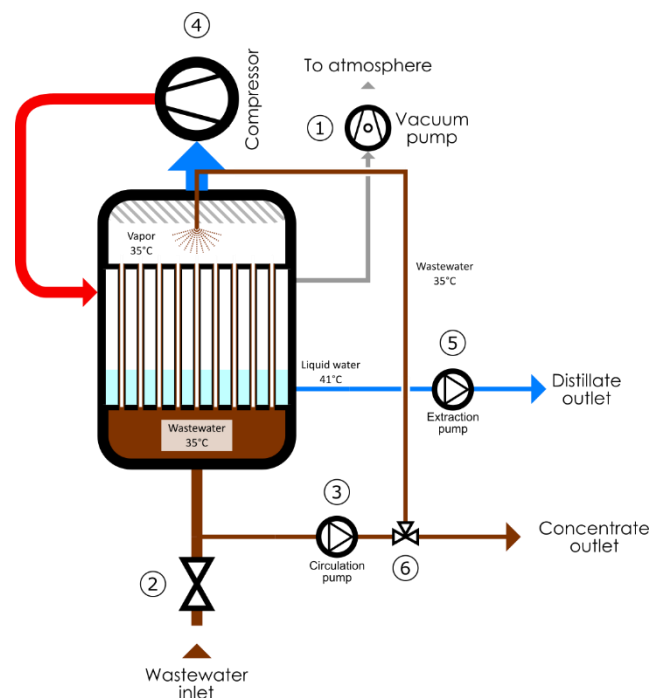 ④
Compressor
To atmosphere
①
Vacuum
pump
Vapor
35°C
Wastewater
35°C
⑤
Liquid water
41°C
Distillate
outlet
Extraction
pump
Wastewater
35°C
③
Concentrate
outlet
Circulation
pump
⑥
②
Wastewater
inlet